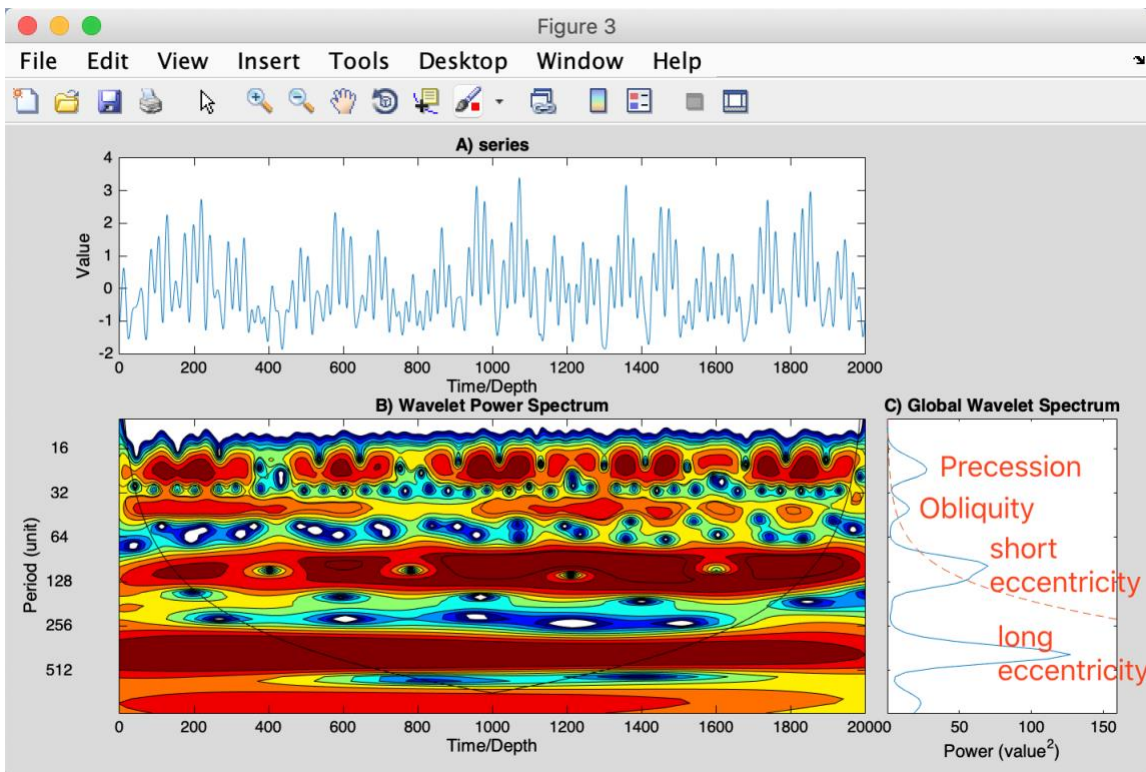 Figure 3
File Edit View Insert Tools Desktop Window Help
A) series
4
3
2
1
0
-1
-2
Value
0 200 400 600 800 1000 1200 1400 1600 1800 2000
Time/Depth
B) Wavelet Power Spectrum
16
32
64
128
256
512
Period (unit)
0 200 400 600 800 1000 1200 1400 1600 1800 2000
Time/Depth
C) Global Wavelet Spectrum
Precession
Obliquity
short
eccentricity
long
eccentricity
0 50 100 150
Power (value²)